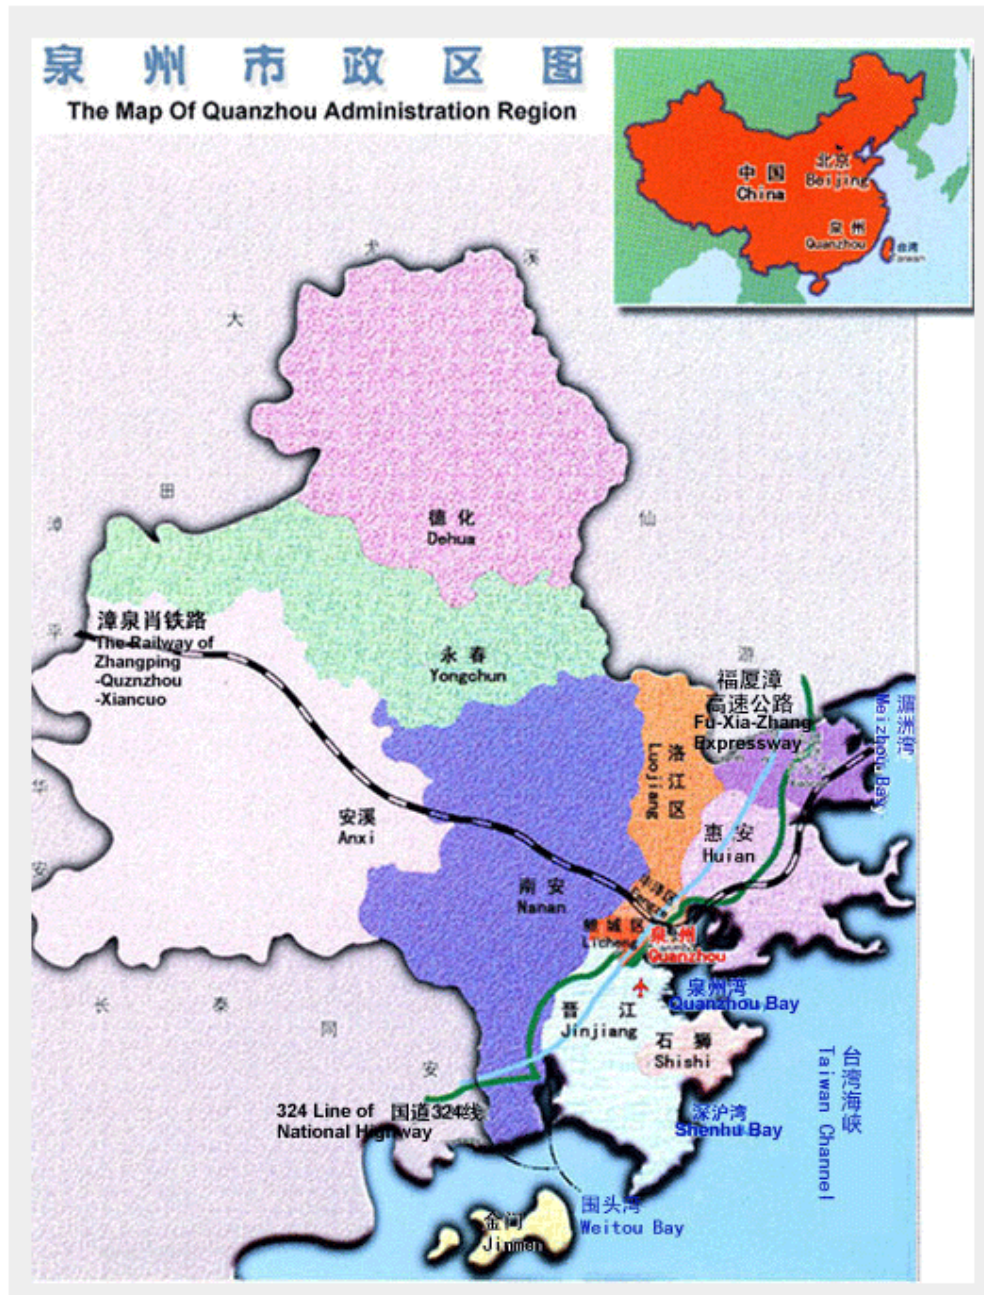 泉州市政区图
The Map Of Quanzhou Administration Region
中国
China
北京
Beijing
泉州
Quanzhou
台湾
Taiwan
大
尤
溪
田
漳
平
仙
游
华
安
长
泰
同
安
德化
Dehua
漳泉肖铁路
The Railway of
Zhangping
-Quznzhou
-Xiancuo
永春
Yongchun
福厦漳
高速公路
Fu-Xia-Zhang
Expressway
湄洲湾
Meizhou Bay
洛江区
Luojiang
安溪
Anxi
惠安
Huian
南安
Nanan
丰泽区
鲤城区
Licheng
泉州
Quanzhou
泉州湾
Quanzhou Bay
晋江
Jinjiang
石狮
Shishi
台湾海峡
Taiwan Channel
324 Line of 国道324线
National Highway
深沪湾
Shenhu Bay
围头湾
Weitou Bay
金门
Jinmen